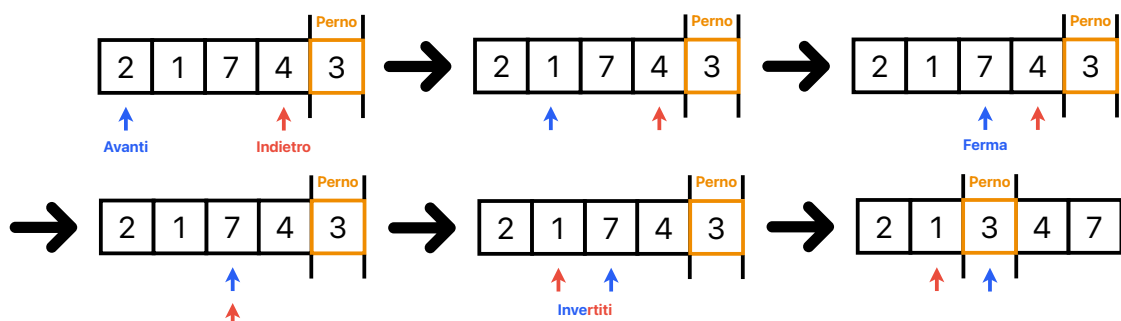 Perno Perno Perno
2 1 7 4 3 2 1 7 4 3 2 1 7 4 3
Avanti Indietro Ferma
Perno Perno Perno
2 1 7 4 3 2 1 7 4 3 2 1 3 4 7
Invertiti